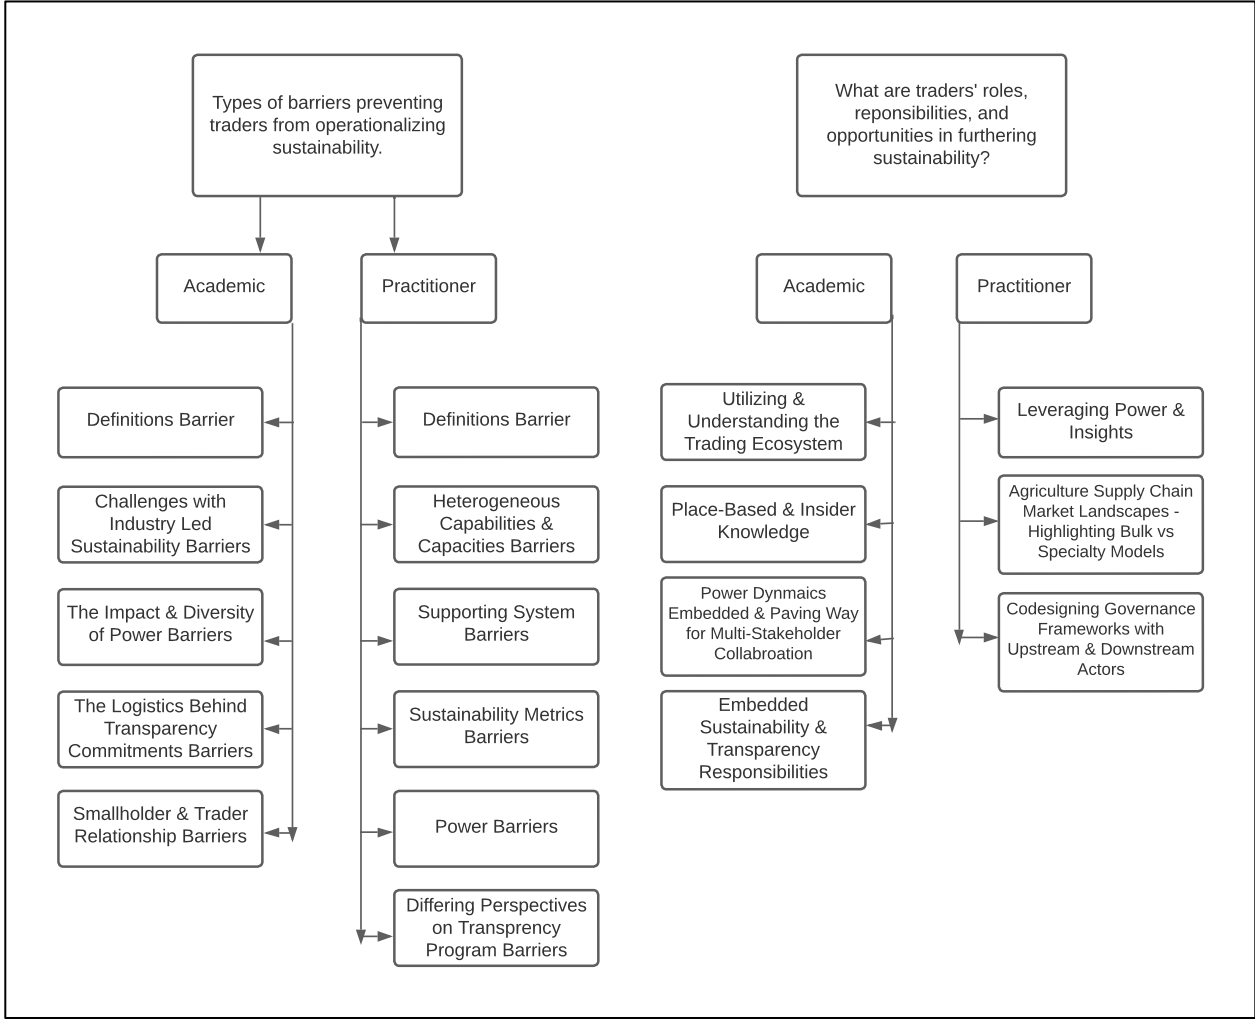 Types of barriers preventing
traders from operationalizing
sustainability.
Academic
Practitioner
Definitions Barrier
Challenges with
Industry Led
Sustainability Barriers
The Impact & Diversity
of Power Barriers
The Logistics Behind
Transparency
Commitments Barriers
Smallholder & Trader
Relationship Barriers
Definitions Barrier
Heterogeneous
Capabilities &
Capacities Barriers
Supporting System
Barriers
Sustainability Metrics
Barriers
Power Barriers
Differing Perspectives
on Transprency
Program Barriers
What are traders' roles,
reponsibilities, and
opportunities in furthering
sustainability?
Academic
Practitioner
Utilizing &
Understanding the
Trading Ecosystem
Place-Based & Insider
Knowledge
Power Dynmaics
Embedded & Paving Way
for Multi-Stakeholder
Collabroation
Embedded
Sustainability &
Transparency
Responsibilities
Leveraging Power &
Insights
Agriculture Supply Chain
Market Landscapes -
Highlighting Bulk vs
Specialty Models
Codesigning Governance
Frameworks with
Upstream & Downstream
Actors